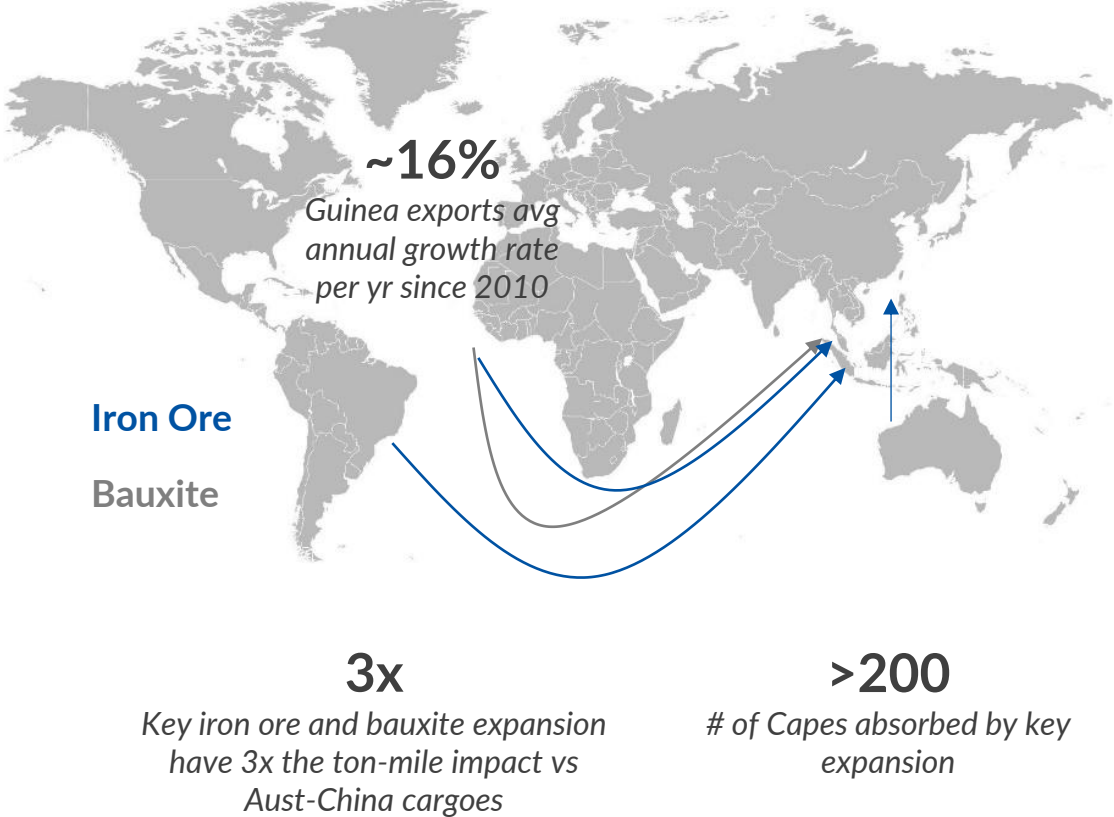 ~16%
Guinea exports avg
annual growth rate
per yr since 2010
Iron Ore
Bauxite
3x
Key iron ore and bauxite expansion
have 3x the ton-mile impact vs
Aust-China cargoes
>200
# of Capes absorbed by key
expansion